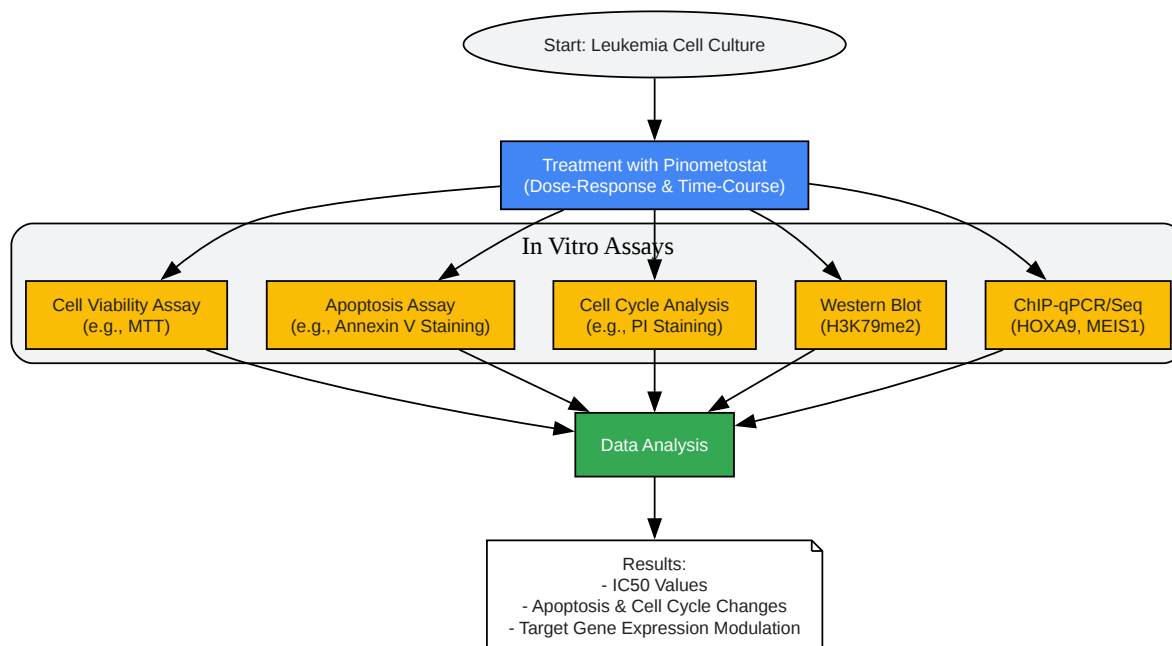 Start: Leukemia Cell Culture
Treatment with Pinometostat
(Dose-Response & Time-Course)
In Vitro Assays
Cell Viability Assay
(e.g., MTT)
Apoptosis Assay
(e.g., Annexin V Staining)
Cell Cycle Analysis
(e.g., PI Staining)
Western Blot
(H3K79me2)
ChIP-qPCR/Seq
(HOXA9, MEIS1)
Data Analysis
Results:
- IC50 Values
- Apoptosis & Cell Cycle Changes
- Target Gene Expression Modulation